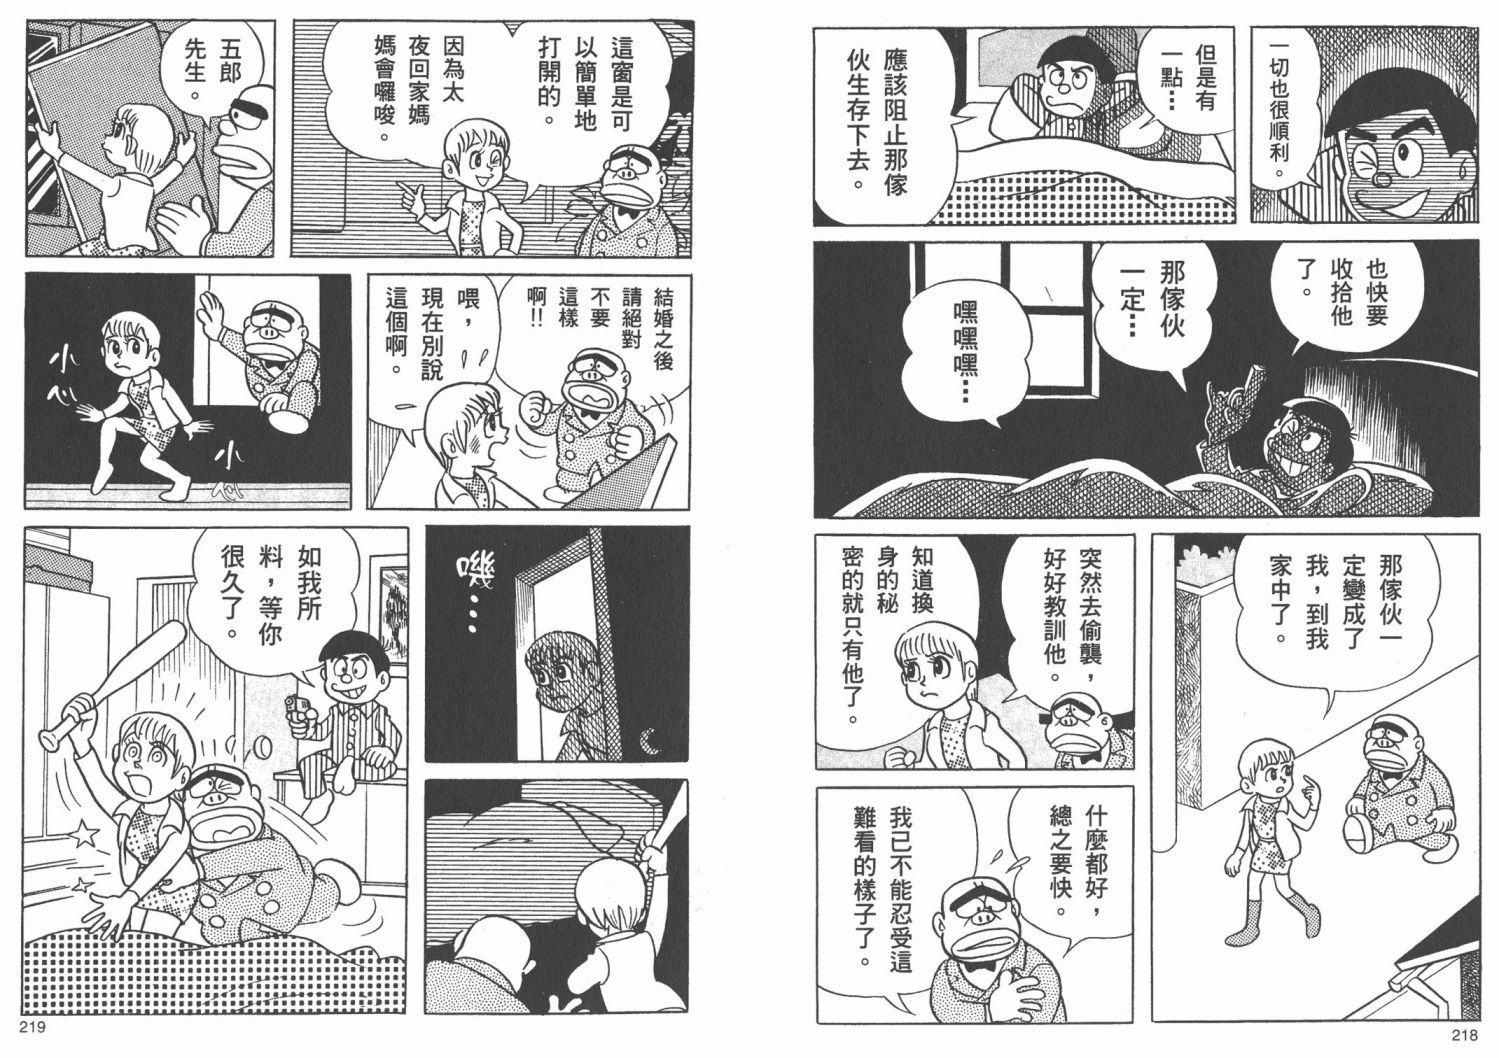 一切也很順利。
但是有
一點…
應該阻止那傢
伙生存下去。
也快要
收拾他
了。
那傢伙
一定…
嘿嘿嘿…
那傢伙一
定變成了
我，到我
家中了。
突然去偷襲，
好好教訓他。
知道換
身的秘
密的就只有他了。
什麼都好，
總之要快。
我已不能忍受這
難看的樣子了。
218
這窗是可
以簡單地
打開的。
因為太
夜回家媽
媽會囉唆。
五郎
先生。
結婚之後
請絕對
不要
這樣
啊!!
喂，
現在別說
這個啊。
小
心
小
心
嘰…
如我所
料，等你
很久了。
219